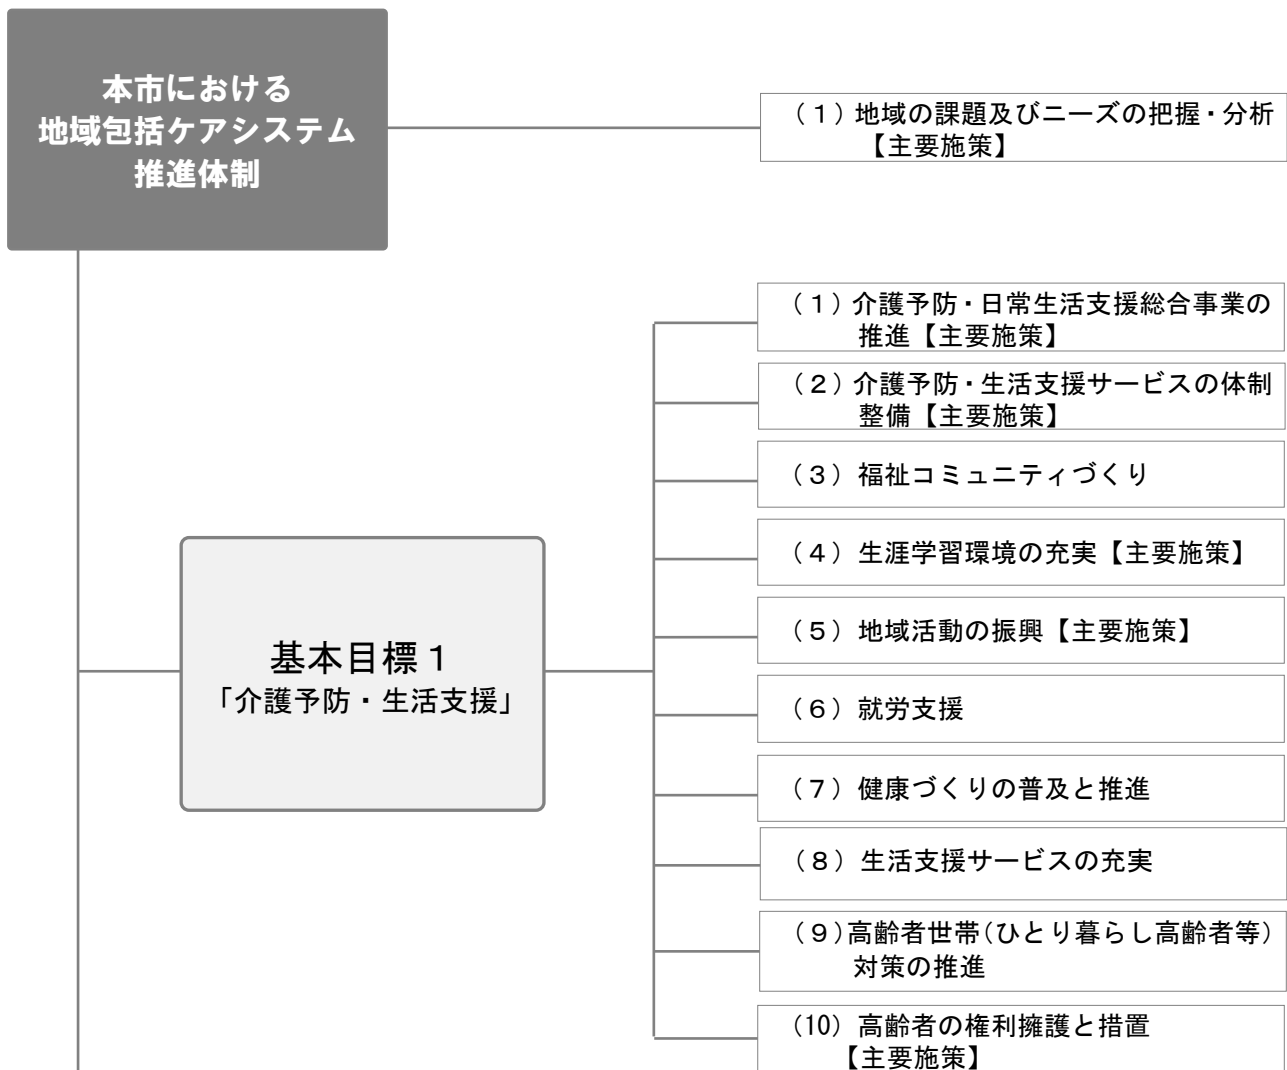 本市における
地域包括ケアシステム
推進体制
（１）地域の課題及びニーズの把握・分析
【主要施策】
（１）介護予防・日常生活支援総合事業の
推進【主要施策】
（２）介護予防・生活支援サービスの体制
整備【主要施策】
（３）福祉コミュニティづくり
（４）生涯学習環境の充実【主要施策】
基本目標１
「介護予防・生活支援」
（５）地域活動の振興【主要施策】
（６）就労支援
（７）健康づくりの普及と推進
（８）生活支援サービスの充実
（９）高齢者世帯（ひとり暮らし高齢者等）
対策の推進
（10）高齢者の権利擁護と措置
【主要施策】